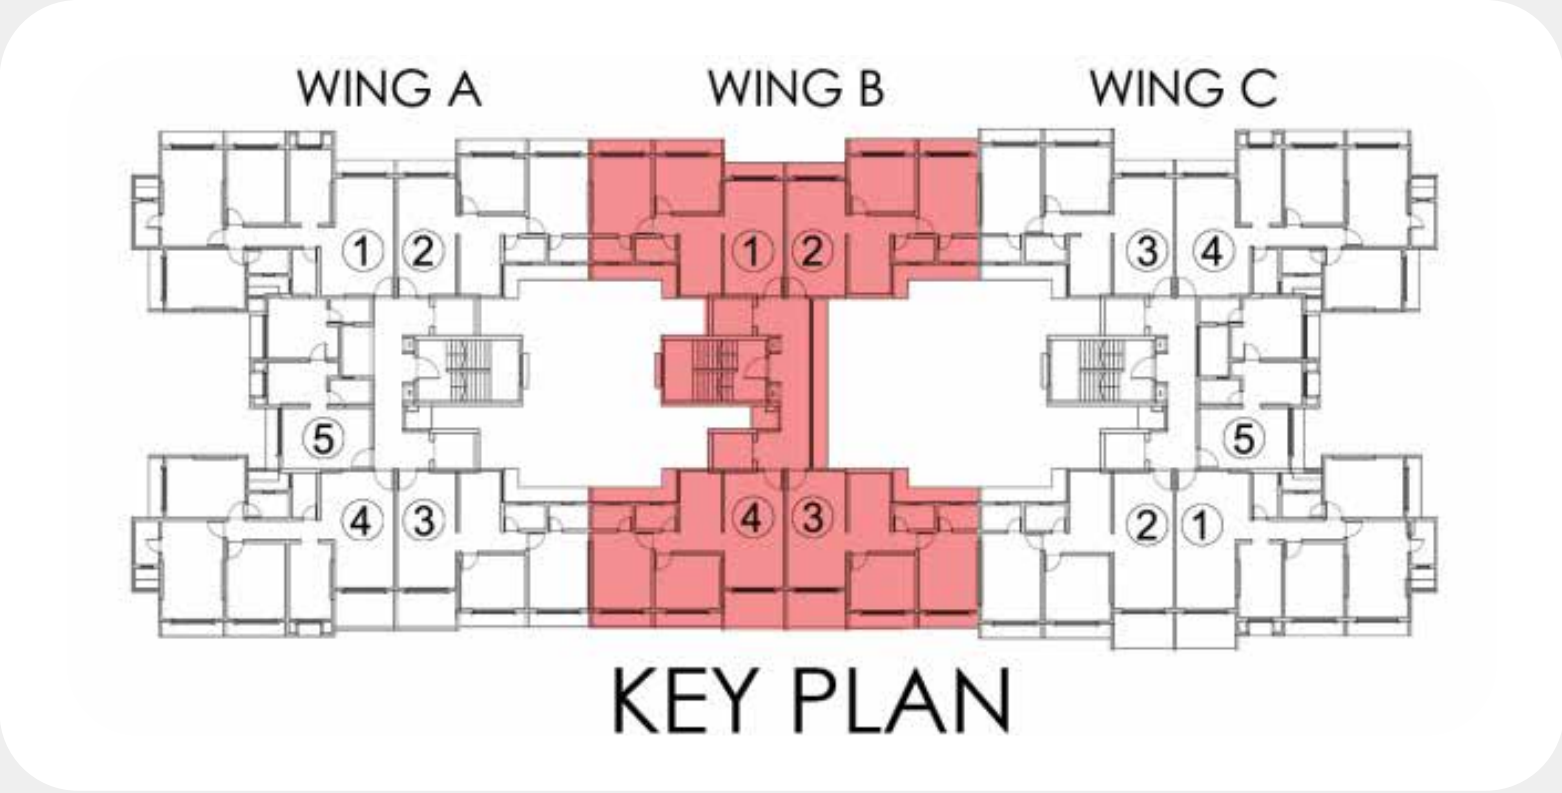 WING A WING B WING C
1 2 1 2 3 4
5 5
4 3 4 3 2 1
KEY PLAN